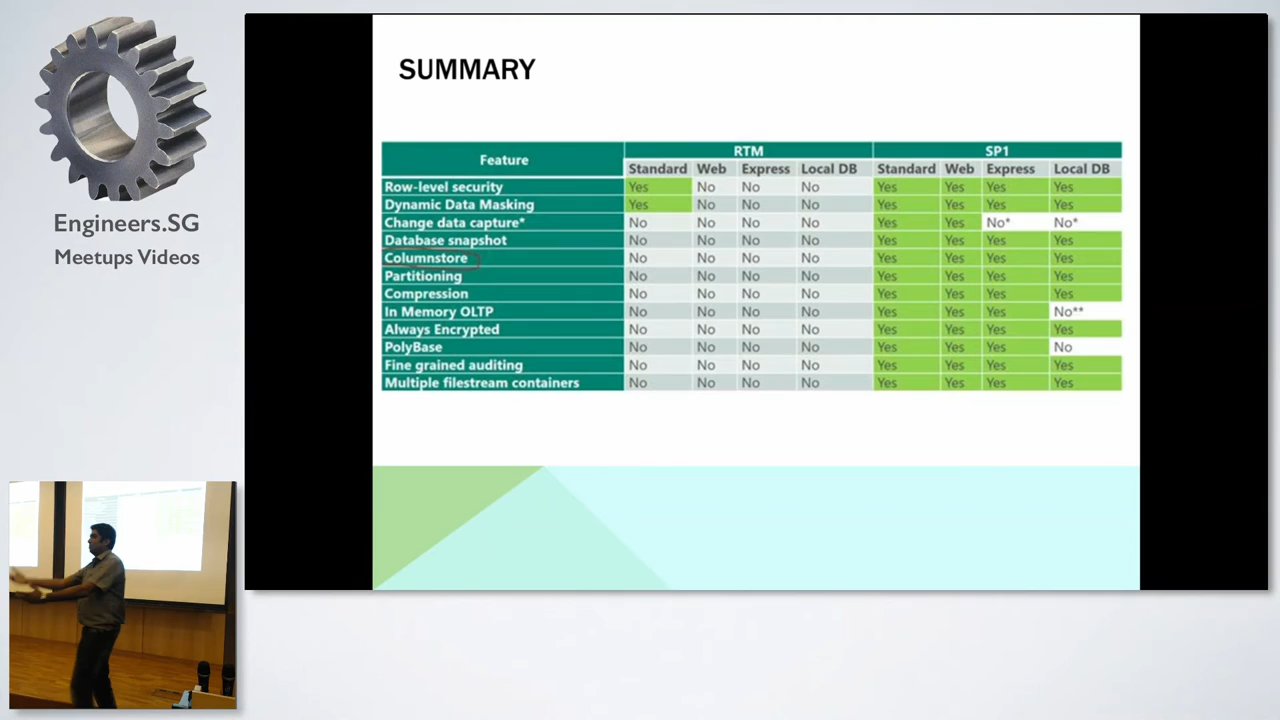 Engineers.SG
Meetups Videos
SUMMARY
Feature RTM SP1
Standard Web Express Local DB Standard Web Express Local DB
Row-level security Yes No No No Yes Yes Yes Yes
Dynamic Data Masking Yes No No No Yes Yes Yes Yes
Change data capture* No No No No Yes Yes No* No*
Database snapshot No No No No Yes Yes Yes Yes
Columnstore No No No No Yes Yes Yes Yes
Partitioning No No No No Yes Yes Yes Yes
Compression No No No No Yes Yes Yes Yes
In Memory OLTP No No No No Yes Yes Yes No**
Always Encrypted No No No No Yes Yes Yes Yes
PolyBase No No No No Yes Yes Yes No
Fine grained auditing No No No No Yes Yes Yes Yes
Multiple filestream containers No No No No Yes Yes Yes Yes